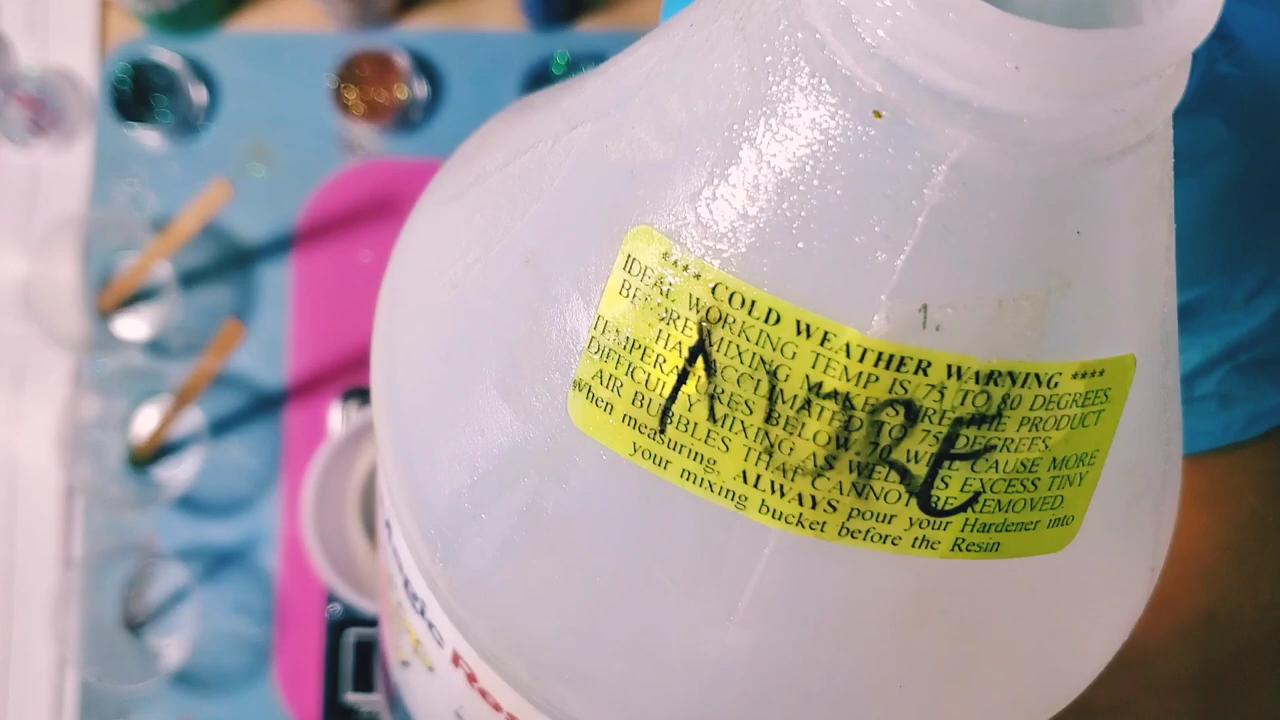 **** COLD WEATHER WARNING ****
IDEAL WORKING TEMP IS 75 TO 80 DEGREES
BEFORE MIXING MAKE SURE THE PRODUCT
HAS ACCLIMATED TO 75 DEGREES.
TEMPERATURES BELOW 70 WILL CAUSE MORE
DIFFICULTY MIXING AS WELL AS EXCESS TINY
AIR BUBBLES THAT CANNOT BE REMOVED.
When measuring, ALWAYS pour your Hardener into
your mixing bucket before the Resin
1.